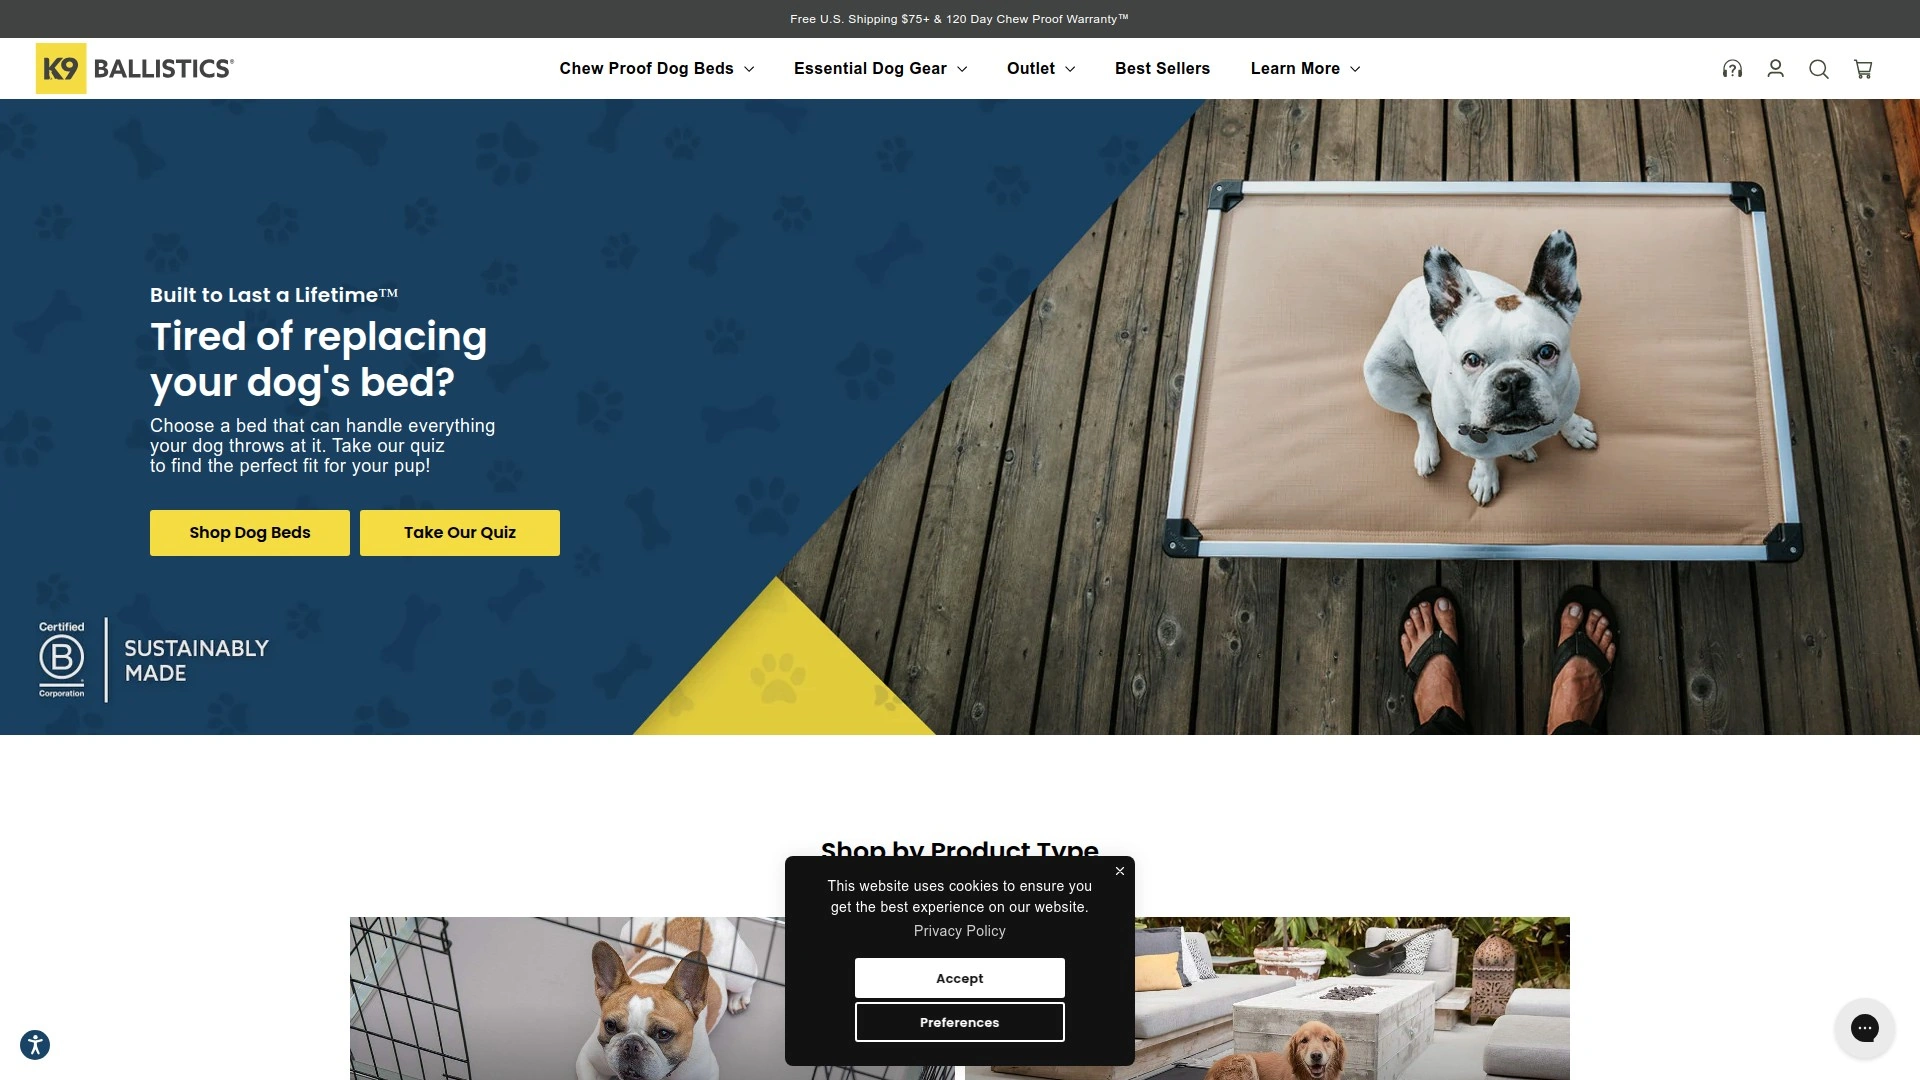 Free U.S. Shipping $75+ & 120 Day Chew Proof Warranty™
K9 BALLISTICS®
Chew Proof Dog Beds
Essential Dog Gear
Outlet
Best Sellers
Learn More
Built to Last a Lifetime™
Tired of replacing
your dog's bed?
Choose a bed that can handle everything
your dog throws at it. Take our quiz
to find the perfect fit for your pup!
Shop Dog Beds
Take Our Quiz
Certified
B
Corporation
SUSTAINABLY
MADE
Shop by Product Type
This website uses cookies to ensure you
get the best experience on our website.
Privacy Policy
Accept
Preferences